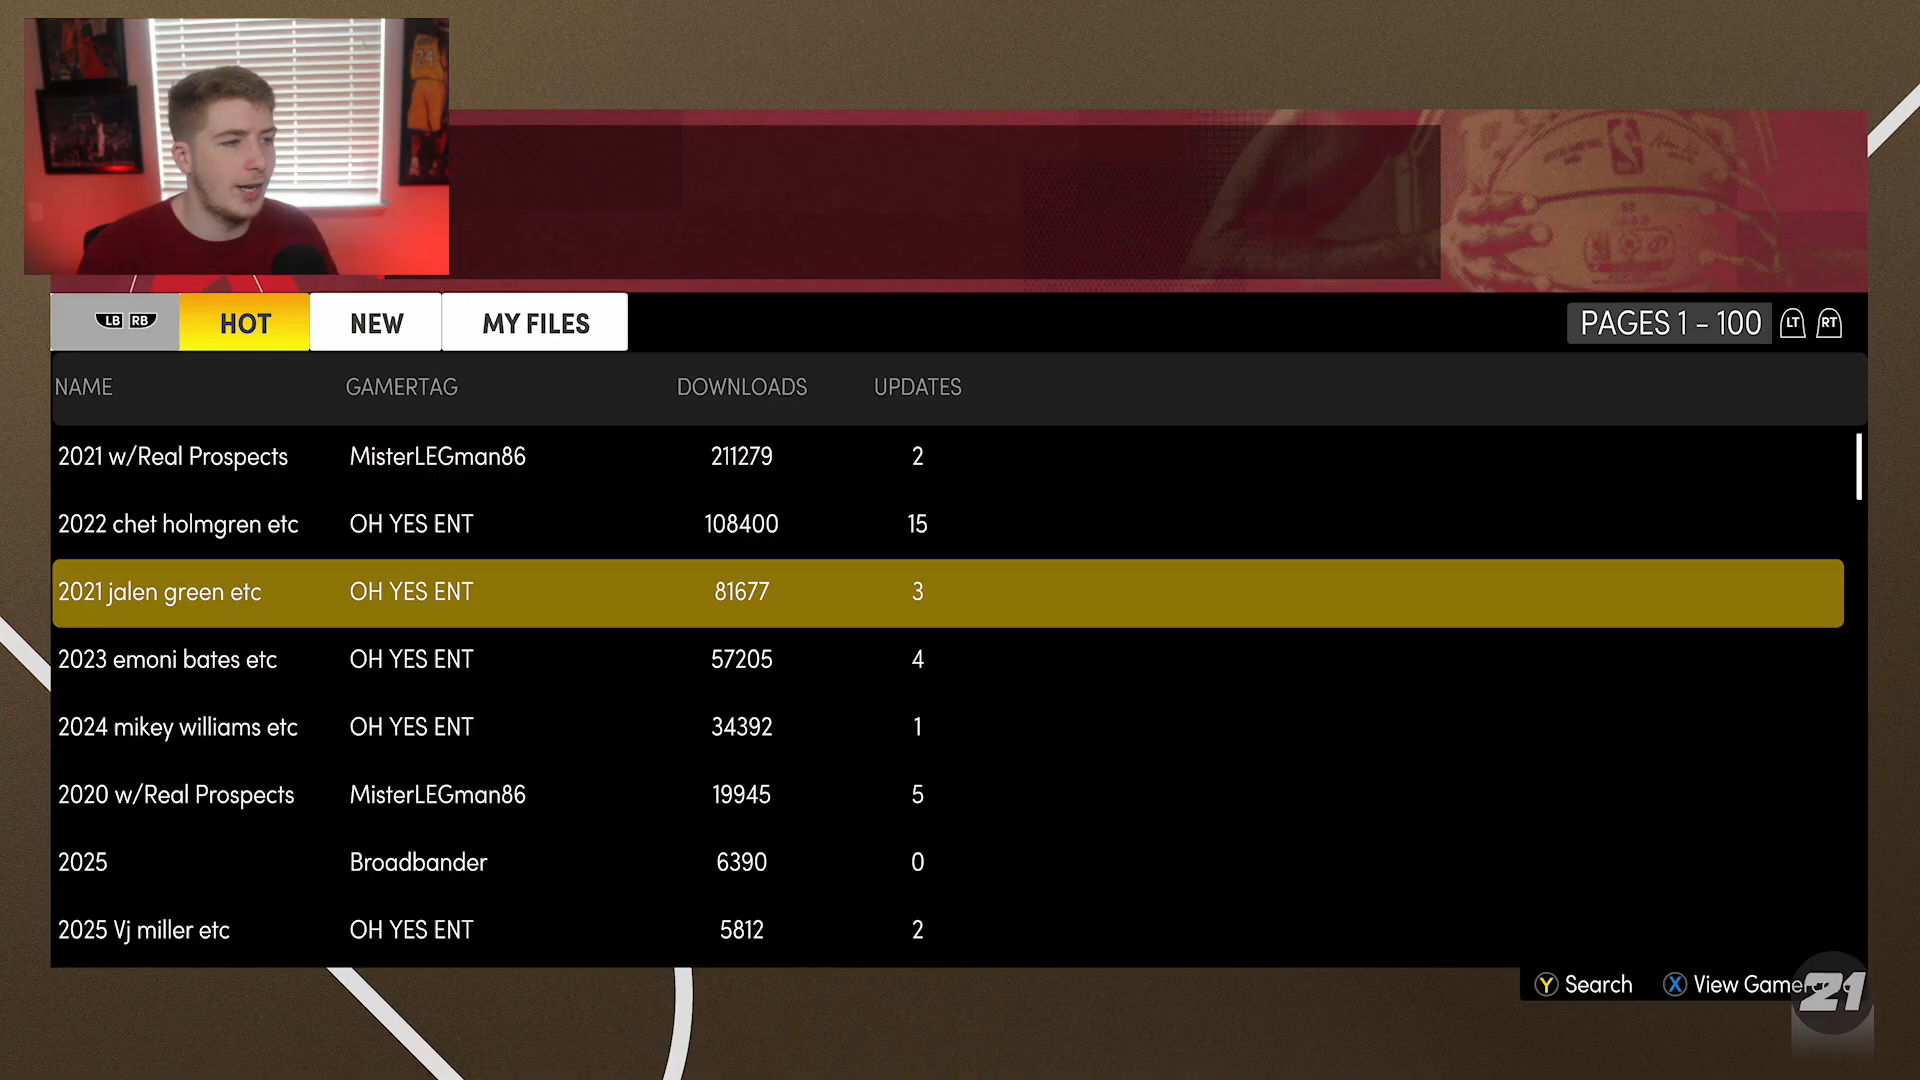 24
LB RB HOT NEW MY FILES PAGES 1 - 100 LT RT
NAME GAMERTAG DOWNLOADS UPDATES
2021 w/Real Prospects MisterLEGman86 211279 2
2022 chet holmgren etc OH YES ENT 108400 15
2021 jalen green etc OH YES ENT 81677 3
2023 emoni bates etc OH YES ENT 57205 4
2024 mikey williams etc OH YES ENT 34392 1
2020 w/Real Prospects MisterLEGman86 19945 5
2025 Broadbander 6390 0
2025 Vj miller etc OH YES ENT 5812 2
Y Search X View
21